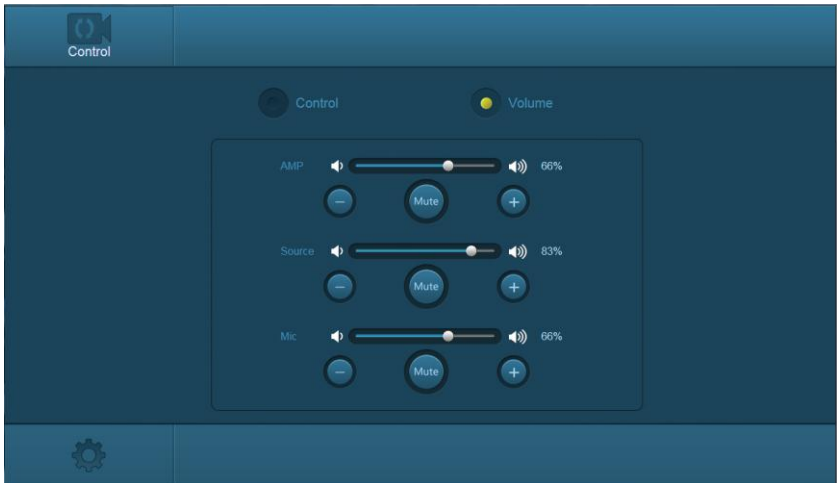 Control
Control Volume
AMP 66%
− Mute +
Source 83%
− Mute +
Mic 66%
− Mute +